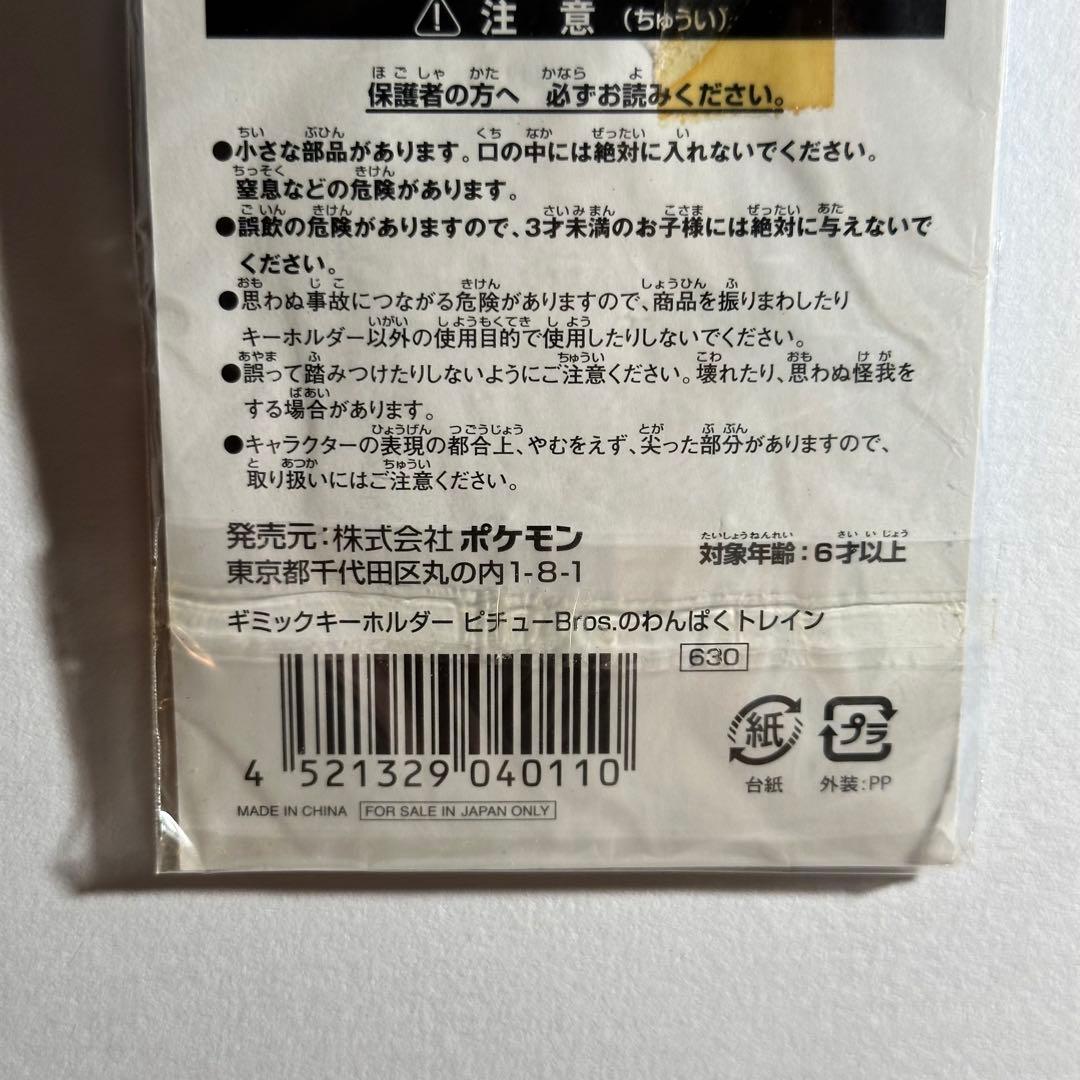 注意（ちゅうい）
保護者の方へ 必ずお読みください。
●小さな部品があります。口の中には絶対に入れないでください。
窒息などの危険があります。
●誤飲の危険がありますので、3才未満のお子様には絶対に与えないで
ください。
●思わぬ事故につながる危険がありますので、商品を振りまわしたり
キーホルダー以外の使用目的で使用したりしないでください。
●誤って踏みつけたりしないようにご注意ください。壊れたり、思わぬ怪我を
する場合があります。
●キャラクターの表現の都合上、やむをえず、尖った部分がありますので、
取り扱いにはご注意ください。
発売元：株式会社 ポケモン
東京都千代田区丸の内1-8-1
対象年齢：6才以上
ギミックキーホルダー ピチューBros.のわんぱくトレイン
630
4 521329 040110
MADE IN CHINA FOR SALE IN JAPAN ONLY
紙
台紙
プラ
外装：PP